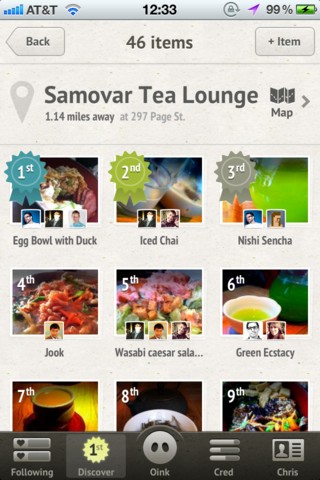 AT&T 12:33 99%
Back 46 items + Item
Samovar Tea Lounge
1.14 miles away at 297 Page St.
Map
1st 2nd 3rd
Egg Bowl with Duck Iced Chai Nishi Sencha
4th 5th 6th
Jook Wasabi caesar sala... Green Ecstacy
7th 8th 9th
1st
Following Discover Oink Cred Chris